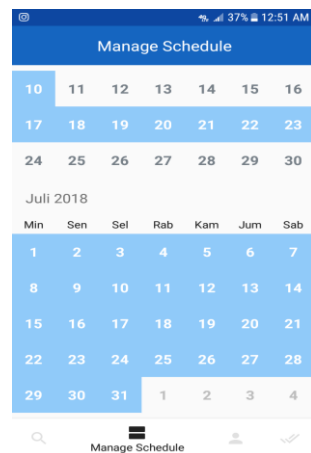 37% 12:51 AM
Manage Schedule
10 11 12 13 14 15 16
17 18 19 20 21 22 23
24 25 26 27 28 29 30
Juli 2018
Min Sen Sel Rab Kam Jum Sab
1 2 3 4 5 6 7
8 9 10 11 12 13 14
15 16 17 18 19 20 21
22 23 24 25 26 27 28
29 30 31 1 2 3 4
Manage Schedule